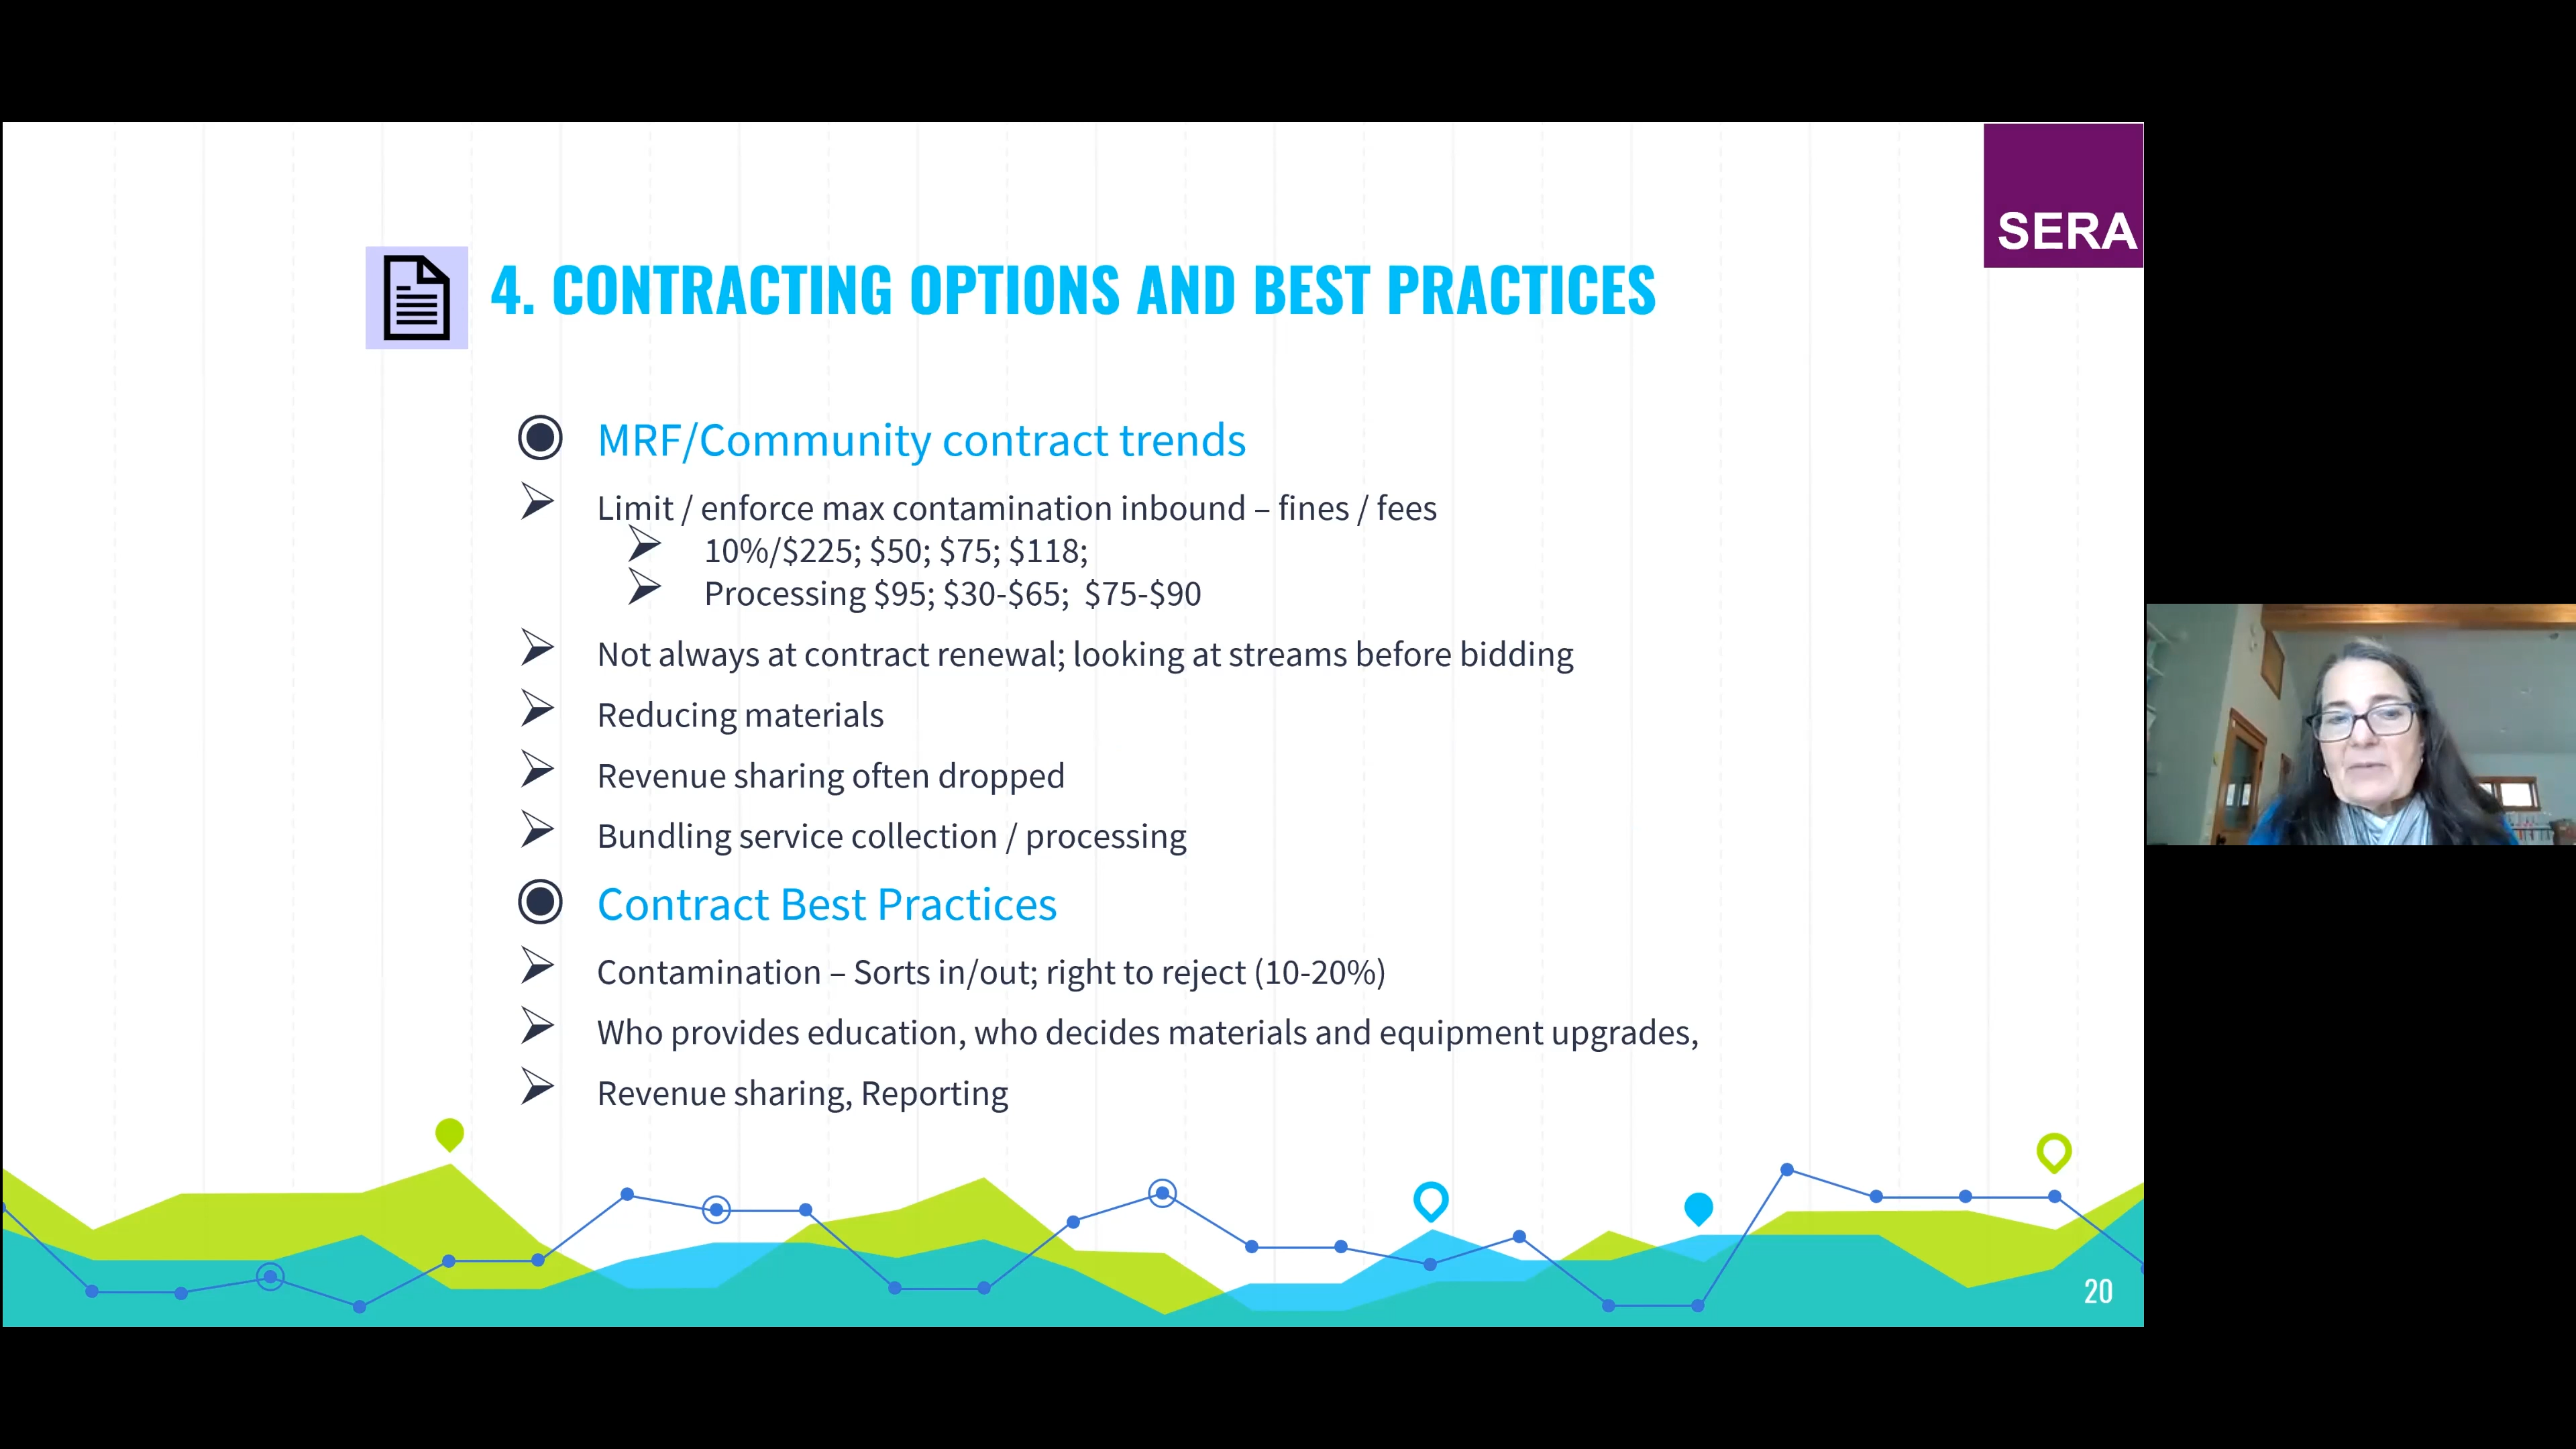 SERA
4. CONTRACTING OPTIONS AND BEST PRACTICES
MRF/Community contract trends
Limit / enforce max contamination inbound – fines / fees
10%/$225; $50; $75; $118;
Processing $95; $30-$65; $75-$90
Not always at contract renewal; looking at streams before bidding
Reducing materials
Revenue sharing often dropped
Bundling service collection / processing
Contract Best Practices
Contamination – Sorts in/out; right to reject (10-20%)
Who provides education, who decides materials and equipment upgrades,
Revenue sharing, Reporting
20